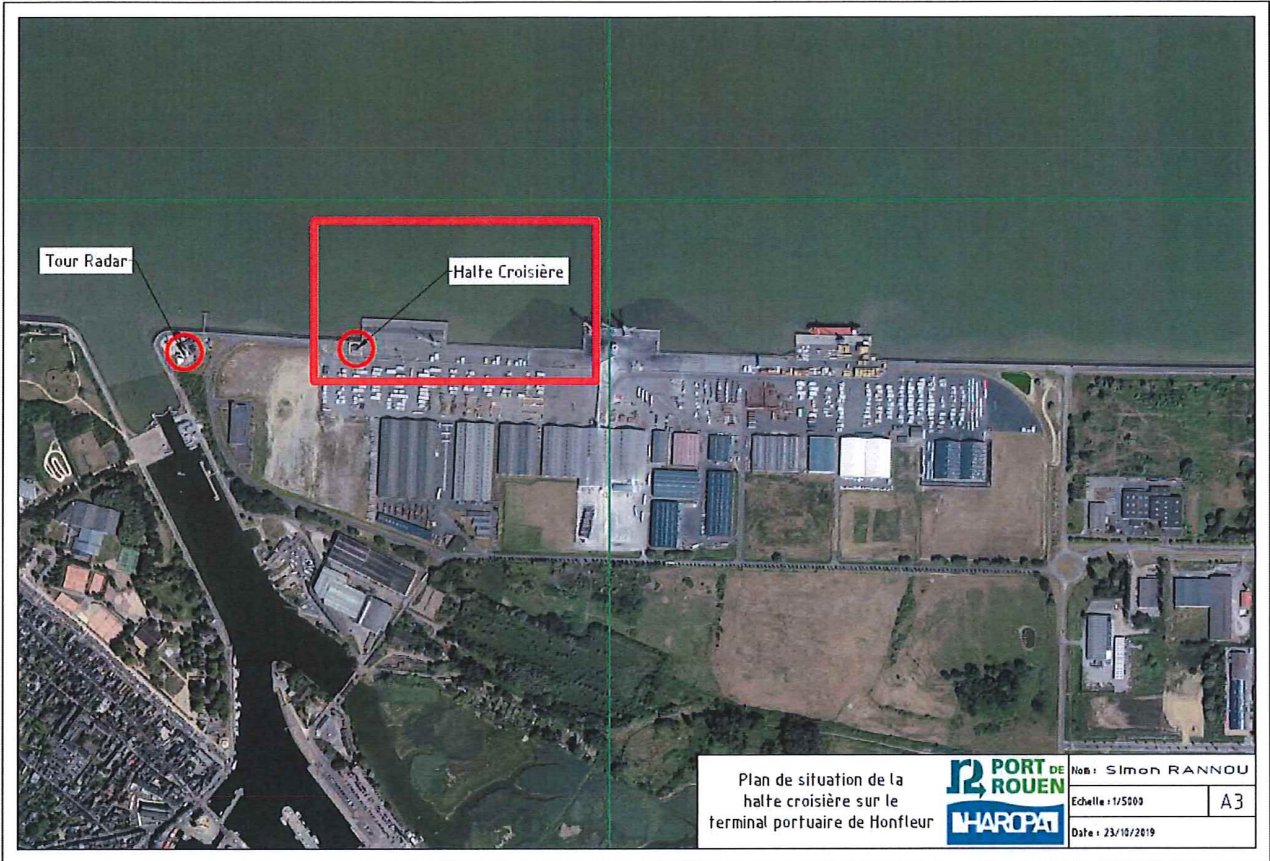 Tour Radar
Halte Croisière
Plan de situation de la
halte croisière sur le
terminal portuaire de Honfleur
PORT DE
ROUEN
HAROPA
Nom : Simon RANNOU
Echelle : 1/5000
A3
Date : 23/10/2019